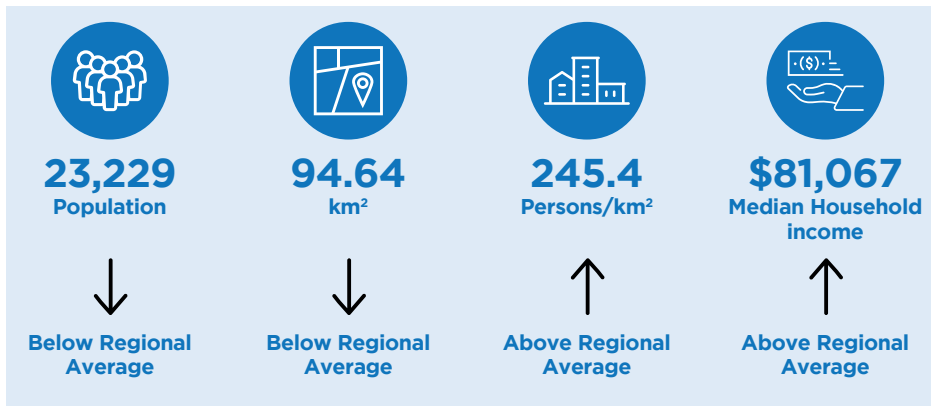 ($)
23,229
Population
Below Regional
Average
94.64
km²
Below Regional
Average
245.4
Persons/km²
Above Regional
Average
$81,067
Median Household
income
Above Regional
Average